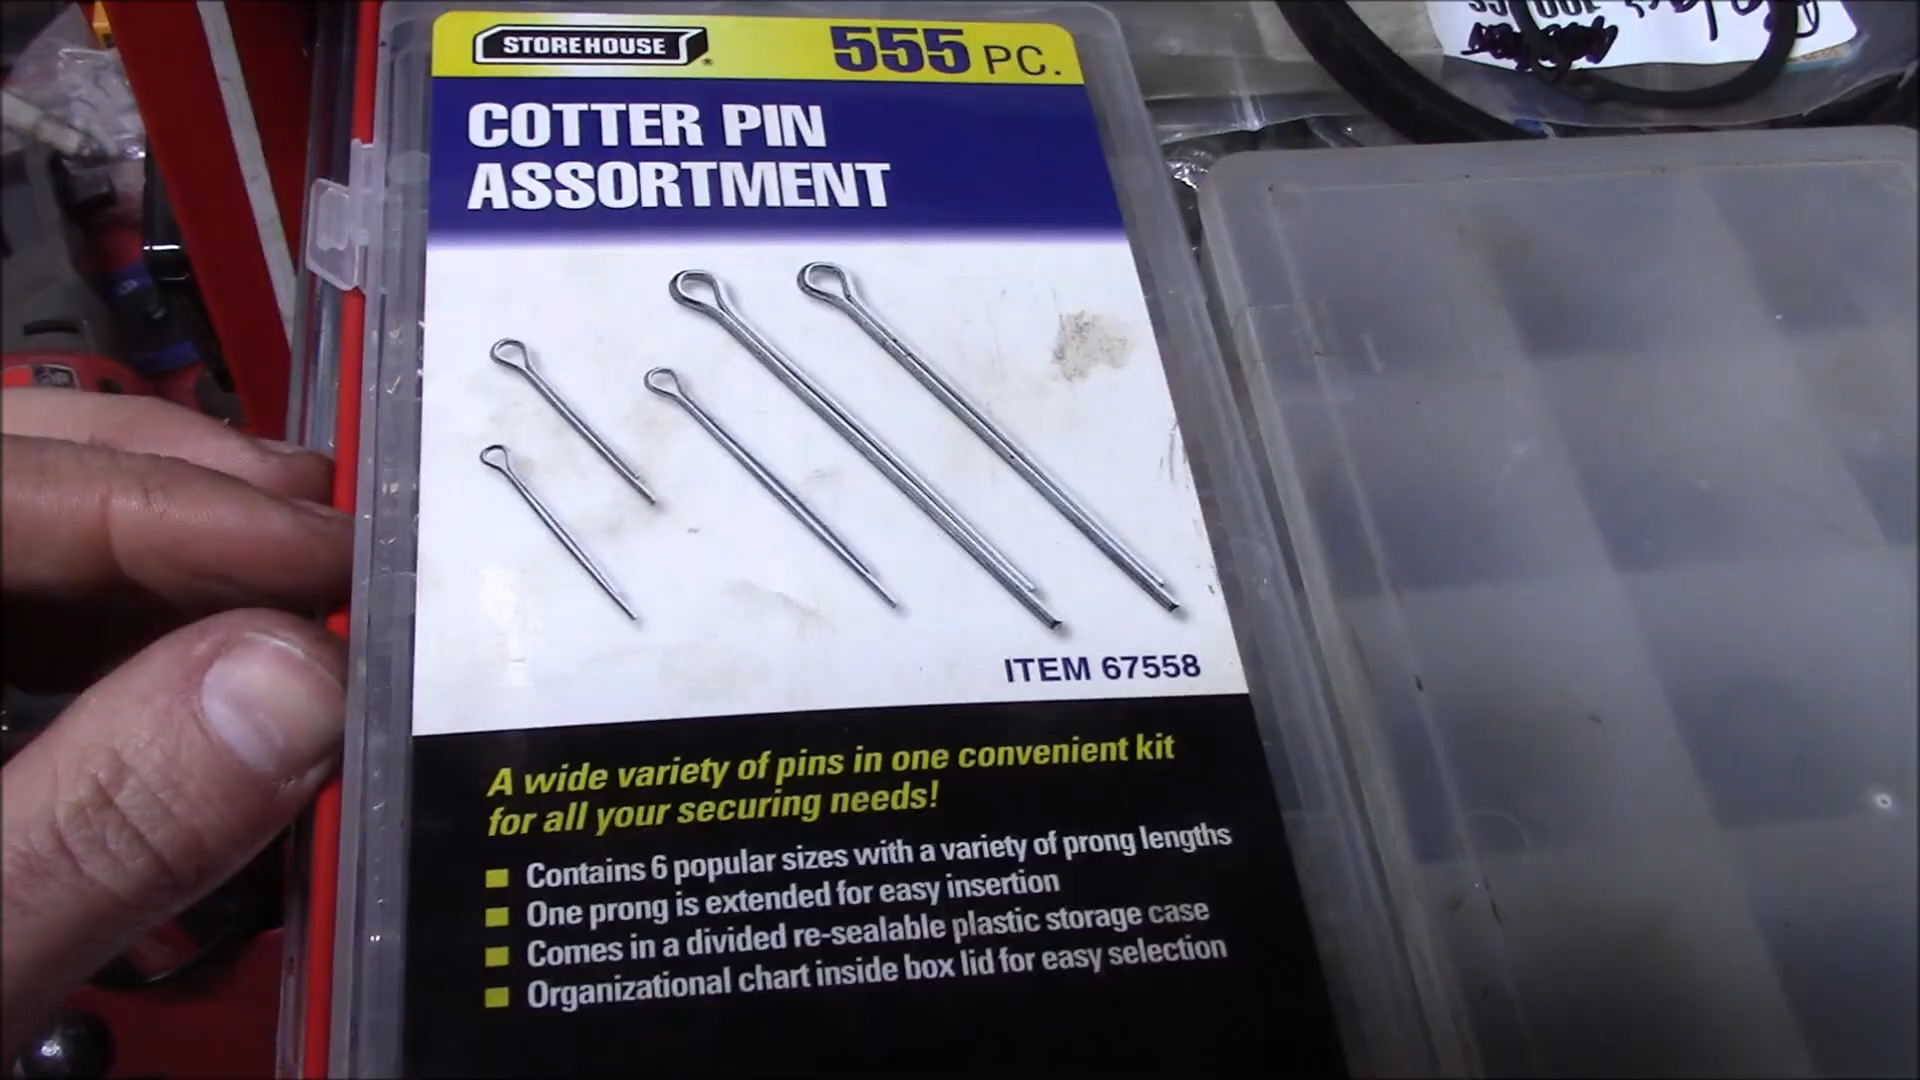 STOREHOUSE
555 PC.
COTTER PIN
ASSORTMENT
ITEM 67558
A wide variety of pins in one convenient kit
for all your securing needs!
Contains 6 popular sizes with a variety of prong lengths
One prong is extended for easy insertion
Comes in a divided re-sealable plastic storage case
Organizational chart inside box lid for easy selection